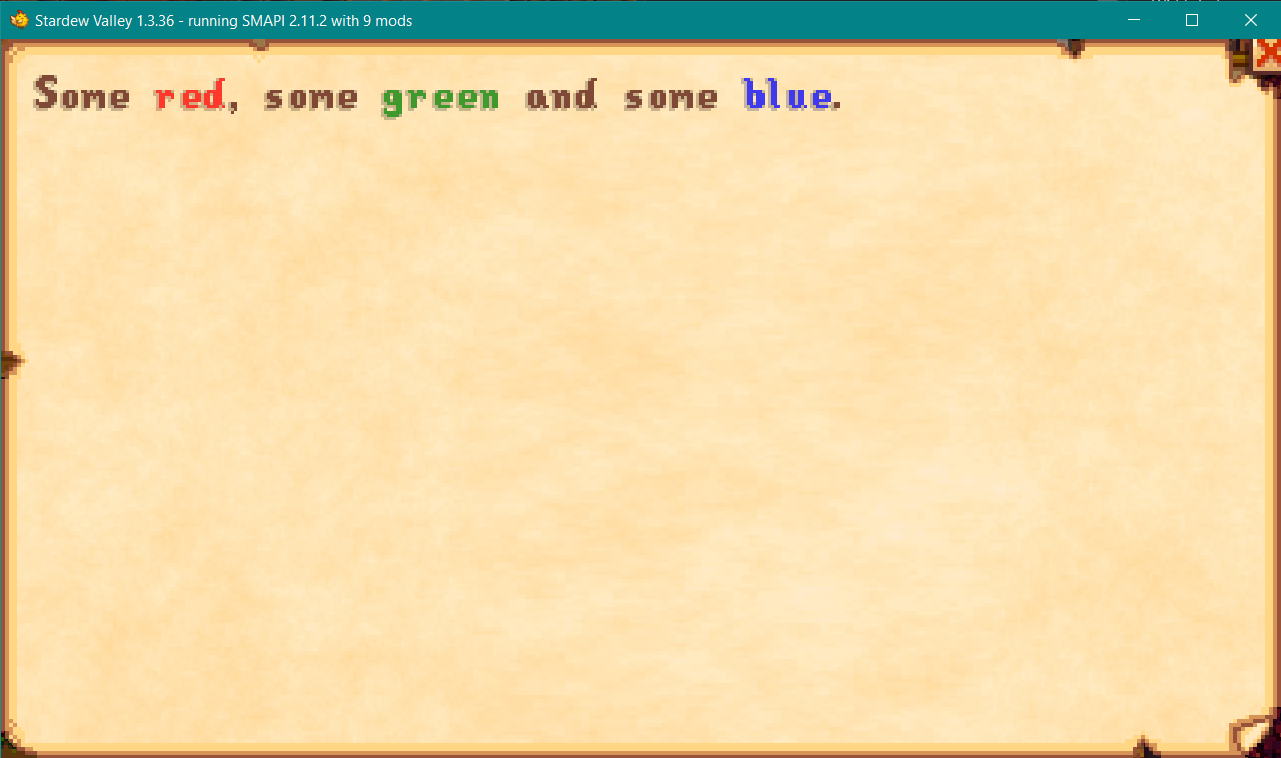 Stardew Valley 1.3.36 - running SMAPI 2.11.2 with 9 mods
Some red, some green and some blue.